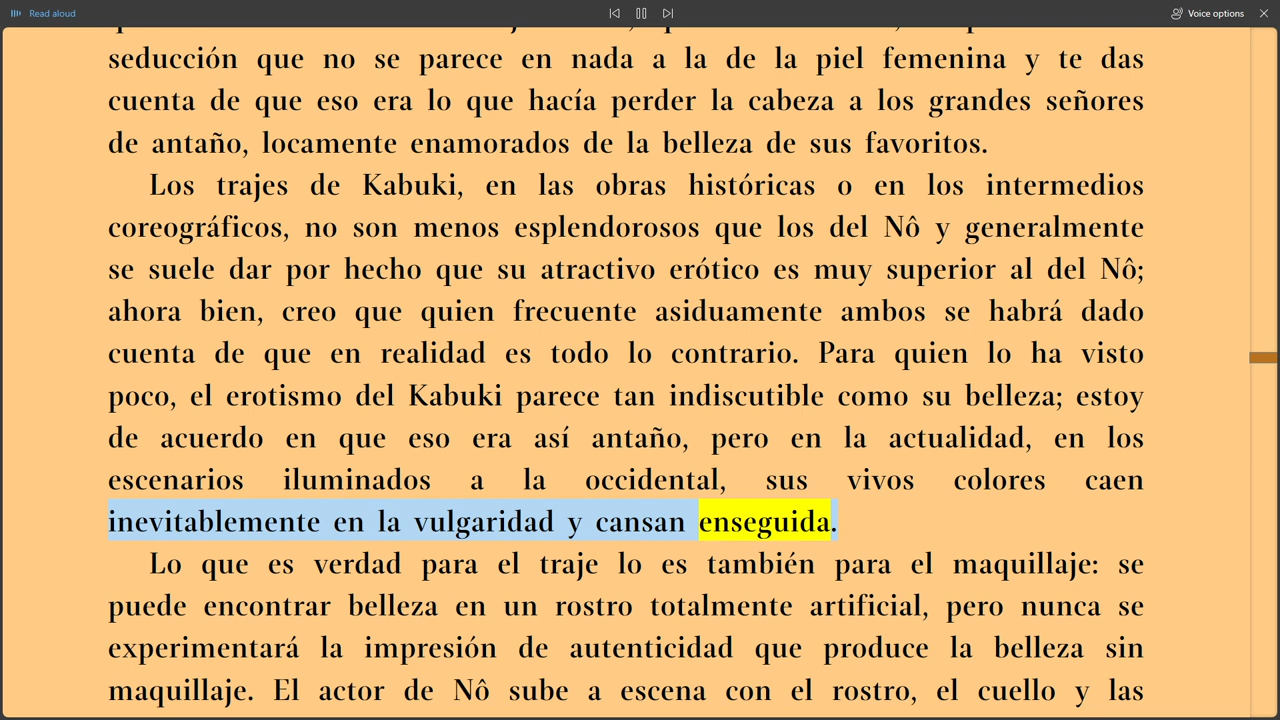 Read aloud
Voice options
seducción que no se parece en nada a la de la piel femenina y te das
cuenta de que eso era lo que hacía perder la cabeza a los grandes señores
de antaño, locamente enamorados de la belleza de sus favoritos.
Los trajes de Kabuki, en las obras históricas o en los intermedios
coreográficos, no son menos esplendorosos que los del Nô y generalmente
se suele dar por hecho que su atractivo erótico es muy superior al del Nô;
ahora bien, creo que quien frecuente asiduamente ambos se habrá dado
cuenta de que en realidad es todo lo contrario. Para quien lo ha visto
poco, el erotismo del Kabuki parece tan indiscutible como su belleza; estoy
de acuerdo en que eso era así antaño, pero en la actualidad, en los
escenarios iluminados a la occidental, sus vivos colores caen
inevitablemente en la vulgaridad y cansan enseguida.
Lo que es verdad para el traje lo es también para el maquillaje: se
puede encontrar belleza en un rostro totalmente artificial, pero nunca se
experimentará la impresión de autenticidad que produce la belleza sin
maquillaje. El actor de Nô sube a escena con el rostro, el cuello y las